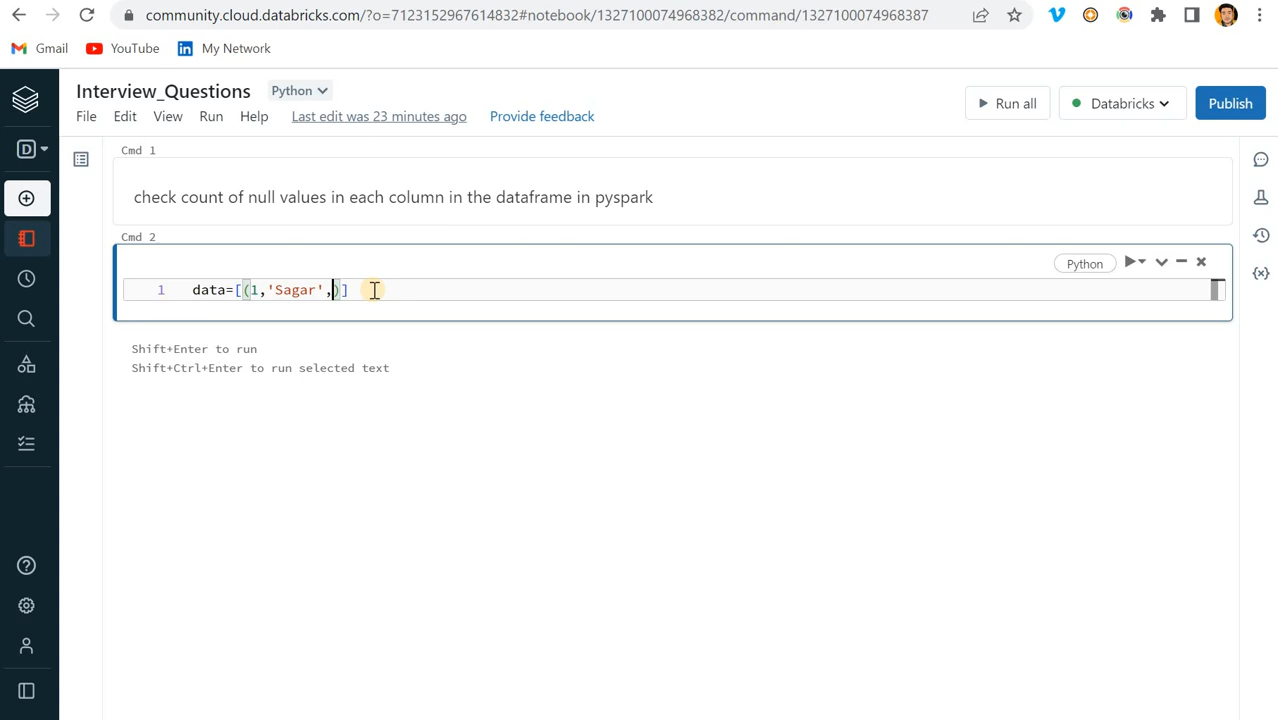 community.cloud.databricks.com/?o=7123152967614832#notebook/1327100074968382/command/1327100074968387
Gmail YouTube My Network
Interview_Questions Python
File Edit View Run Help Last edit was 23 minutes ago Provide feedback
Run all Databricks Publish
D
Cmd 1
check count of null values in each column in the dataframe in pyspark
Cmd 2
Python
1 data=[(1,'Sagar',)]
Shift+Enter to run
Shift+Ctrl+Enter to run selected text